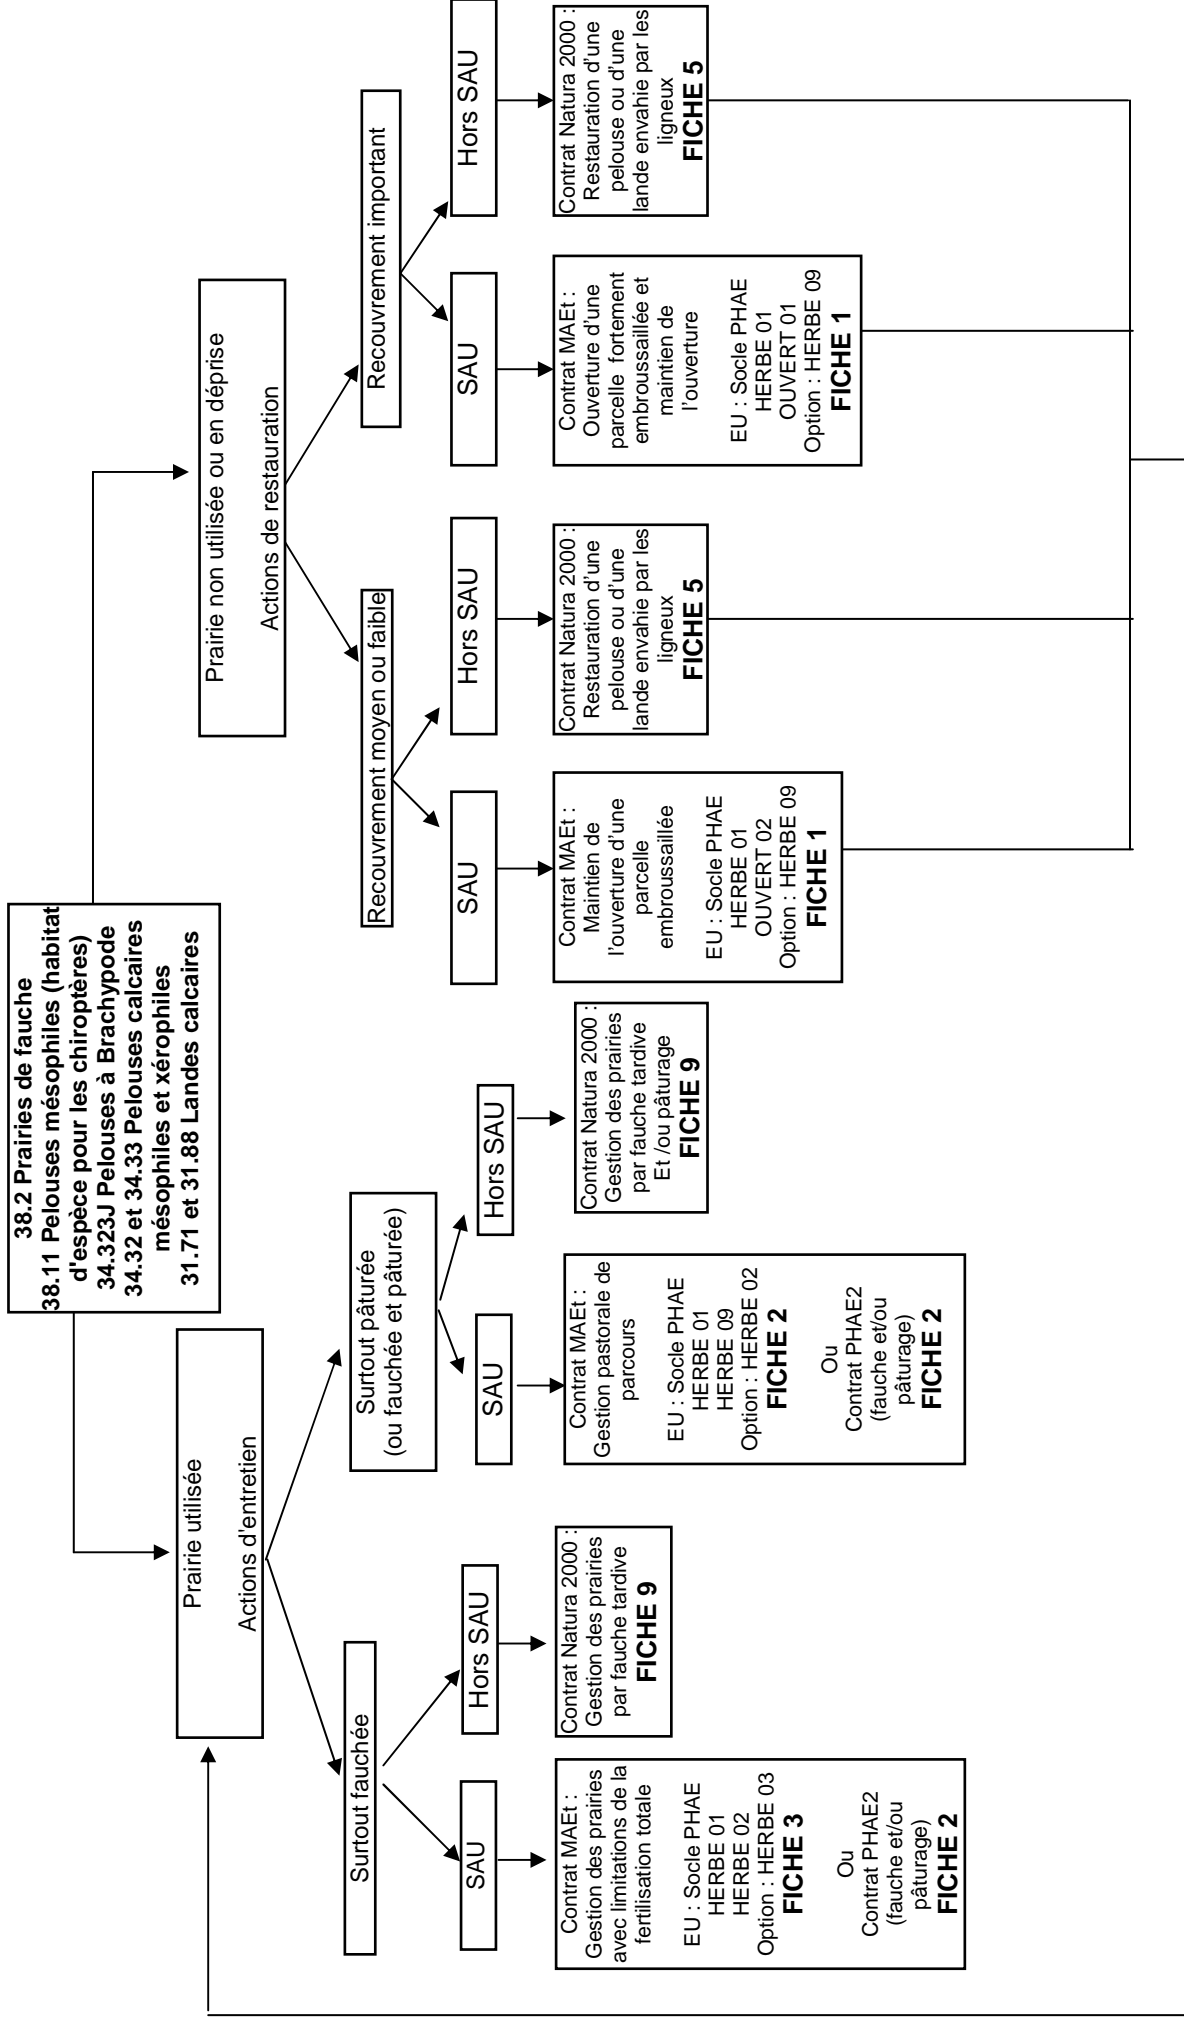 38.2 Prairies de fauche
38.11 Pelouses mésophiles (habitat
d'espèce pour les chiroptères)
34.323J Pelouses à Brachypode
34.32 et 34.33 Pelouses calcaires
mésophiles et xérophiles
31.71 et 31.88 Landes calcaires
Prairie utilisée
Actions d'entretien
Prairie non utilisée ou en déprise
Actions de restauration
Surtout fauchée
Surtout pâturée
(ou fauchée et pâturée)
Recouvrement moyen ou faible
Recouvrement important
SAU
Hors SAU
SAU
Hors SAU
SAU
Hors SAU
SAU
Hors SAU
Contrat MAEt :
Gestion des prairies
avec limitations de la
fertilisation totale
EU : Socle PHAE
HERBE 01
HERBE 02
Option : HERBE 03
FICHE 3
Ou
Contrat PHAE2
(fauche et/ou
pâturage)
FICHE 2
Contrat Natura 2000 :
Gestion des prairies
par fauche tardive
FICHE 9
Contrat MAEt :
Gestion pastorale de
parcours
EU : Socle PHAE
HERBE 01
HERBE 09
Option : HERBE 02
FICHE 2
Ou
Contrat PHAE2
(fauche et/ou
pâturage)
FICHE 2
Contrat Natura 2000 :
Gestion des prairies
par fauche tardive
Et /ou pâturage
FICHE 9
Contrat MAEt :
Maintien de
l'ouverture d'une
parcelle
embroussaillée
EU : Socle PHAE
HERBE 01
OUVERT 02
Option : HERBE 09
FICHE 1
Contrat Natura 2000 :
Restauration d'une
pelouse ou d'une
lande envahie par les
ligneux
FICHE 5
Contrat MAEt :
Ouverture d'une
parcelle fortement
embroussaillée et
maintien de
l'ouverture
EU : Socle PHAE
HERBE 01
OUVERT 01
Option : HERBE 09
FICHE 1
Contrat Natura 2000 :
Restauration d'une
pelouse ou d'une
lande envahie par les
ligneux
FICHE 5